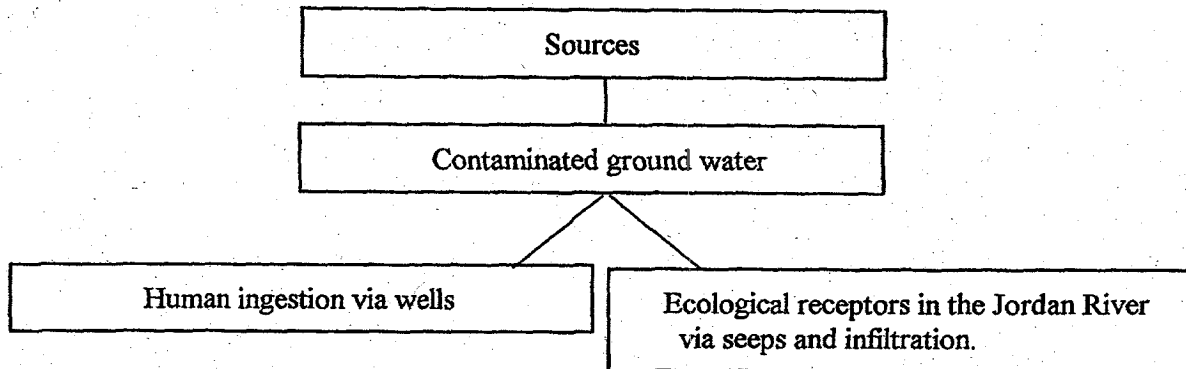 Sources
Contaminated ground water
Human ingestion via wells
Ecological receptors in the Jordan River
via seeps and infiltration.